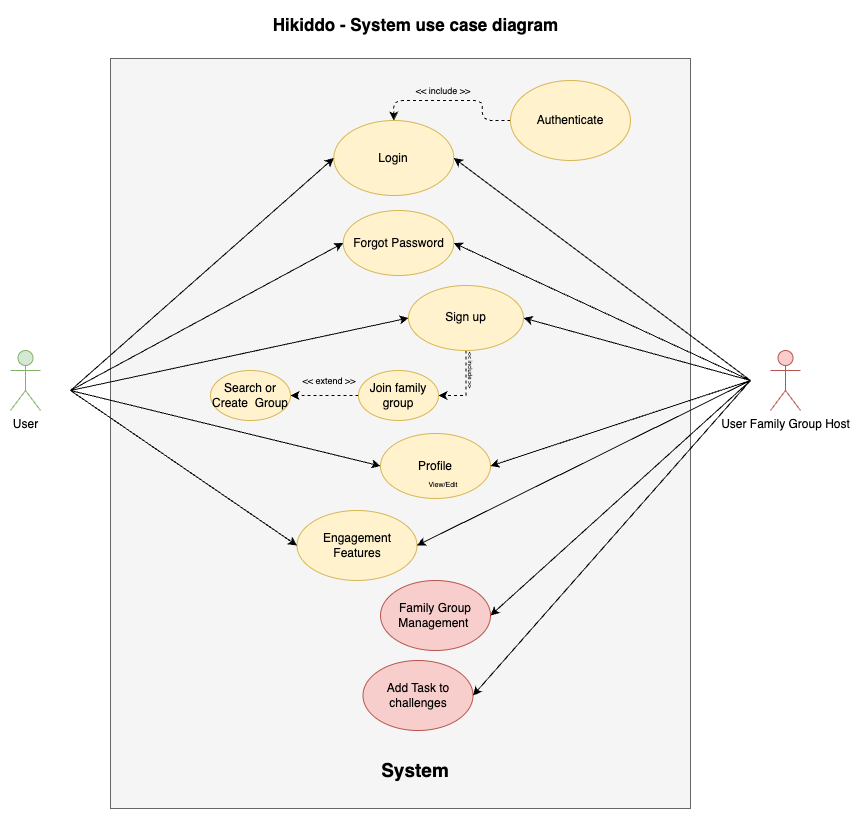 Hikiddo - System use case diagram
<< include >>
Authenticate
Login
Forgot Password
Sign up
<< include >>
<< extend >>
Search or
Create Group
Join family
group
User
User Family Group Host
Profile
View/Edit
Engagement
Features
Family Group
Management
Add Task to
challenges
System